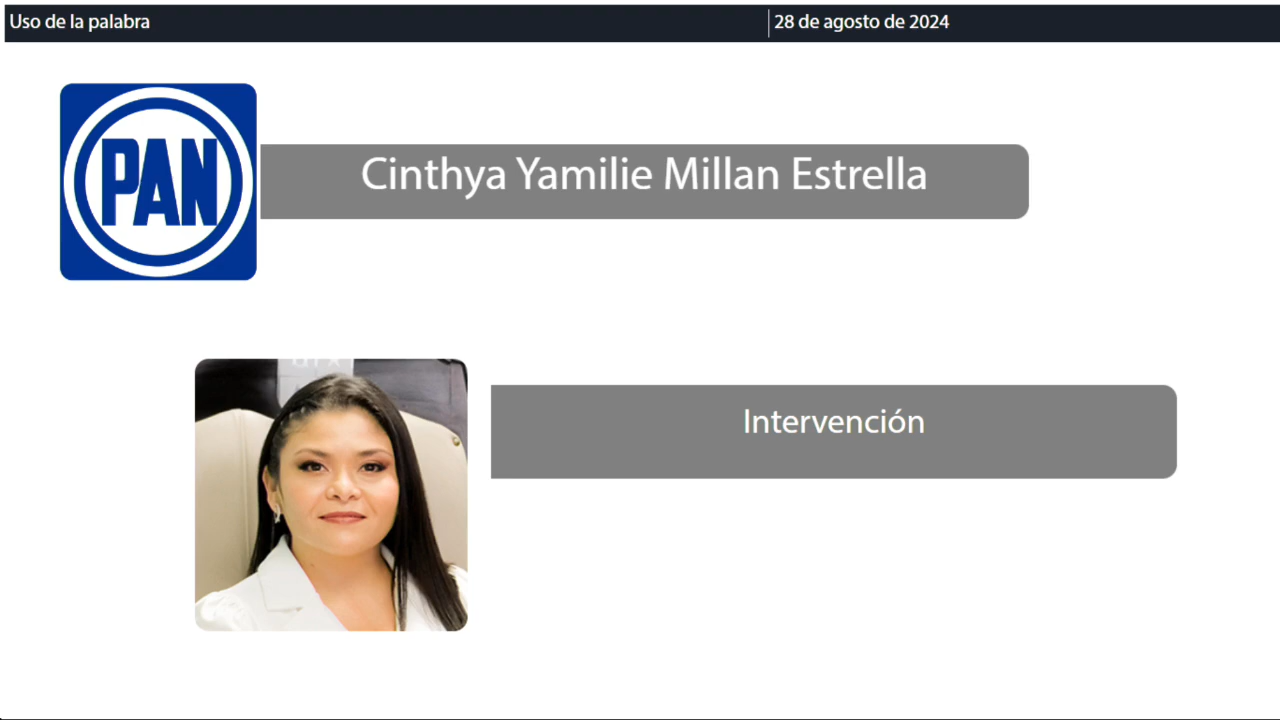 Uso de la palabra
28 de agosto de 2024
PAN
Cinthya Yamilie Millan Estrella
Intervención